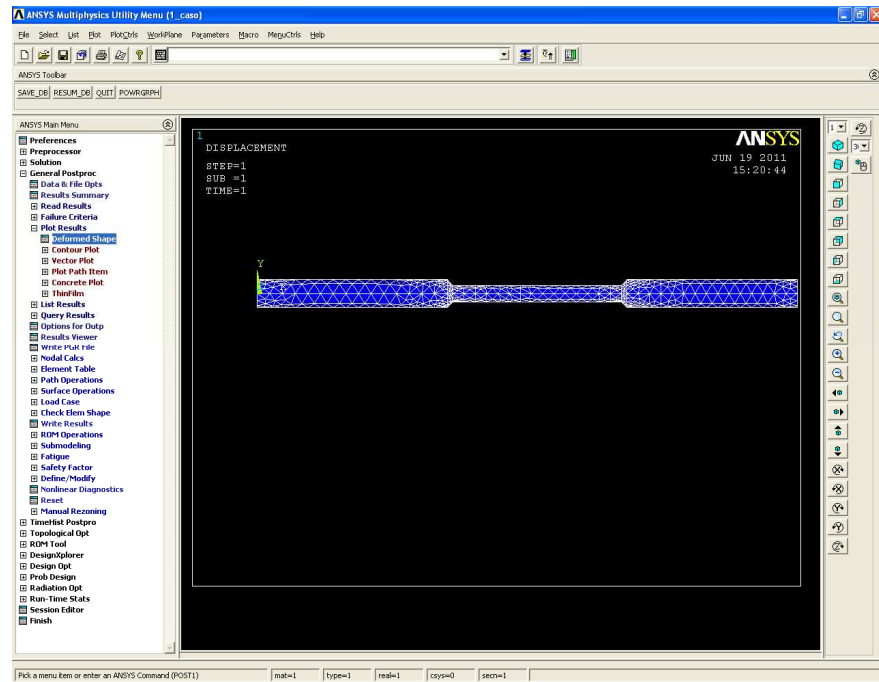 ANSYS Multiphysics Utility Menu (1_caso)
File Select List Plot PlotCtrls WorkPlane Parameters Macro MenuCtrls Help
ANSYS Toolbar
SAVE_DB RESUM_DB QUIT POWRGRPH
ANSYS Main Menu
Preferences
Preprocessor
Solution
General Postproc
Data & File Opts
Results Summary
Read Results
Failure Criteria
Plot Results
Deformed Shape
Contour Plot
Vector Plot
Plot Path Item
Concrete Plot
ThinFilm
List Results
Query Results
Options for Outp
Results Viewer
Write PGR File
Nodal Calcs
Element Table
Path Operations
Surface Operations
Load Case
Check Elem Shape
Write Results
ROM Operations
Submodeling
Fatigue
Safety Factor
Define/Modify
Nonlinear Diagnostics
Reset
Manual Rezoning
TimeHist Postpro
Topological Opt
ROM Tool
DesignXplorer
Design Opt
Prob Design
Radiation Opt
Run-Time Stats
Session Editor
Finish
1
DISPLACEMENT
STEP=1
SUB =1
TIME=1
ANSYS
JUN 19 2011
15:20:44
Y
1
Pick a menu item or enter an ANSYS Command (POST1) mat=1 type=1 real=1 csys=0 secn=1